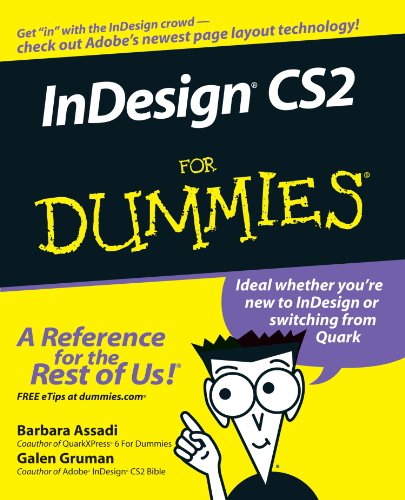 Get “in” with the InDesign crowd —
check out Adobe’s newest page layout technology!
InDesign® CS2
FOR
DUMMIES®
Ideal whether you’re
new to InDesign or
switching from
Quark
A Reference
for the
Rest of Us!®
FREE eTips at dummies.com®
Barbara Assadi
Coauthor of QuarkXPress® 6 For Dummies
Galen Gruman
Coauthor of Adobe® InDesign® CS2 Bible